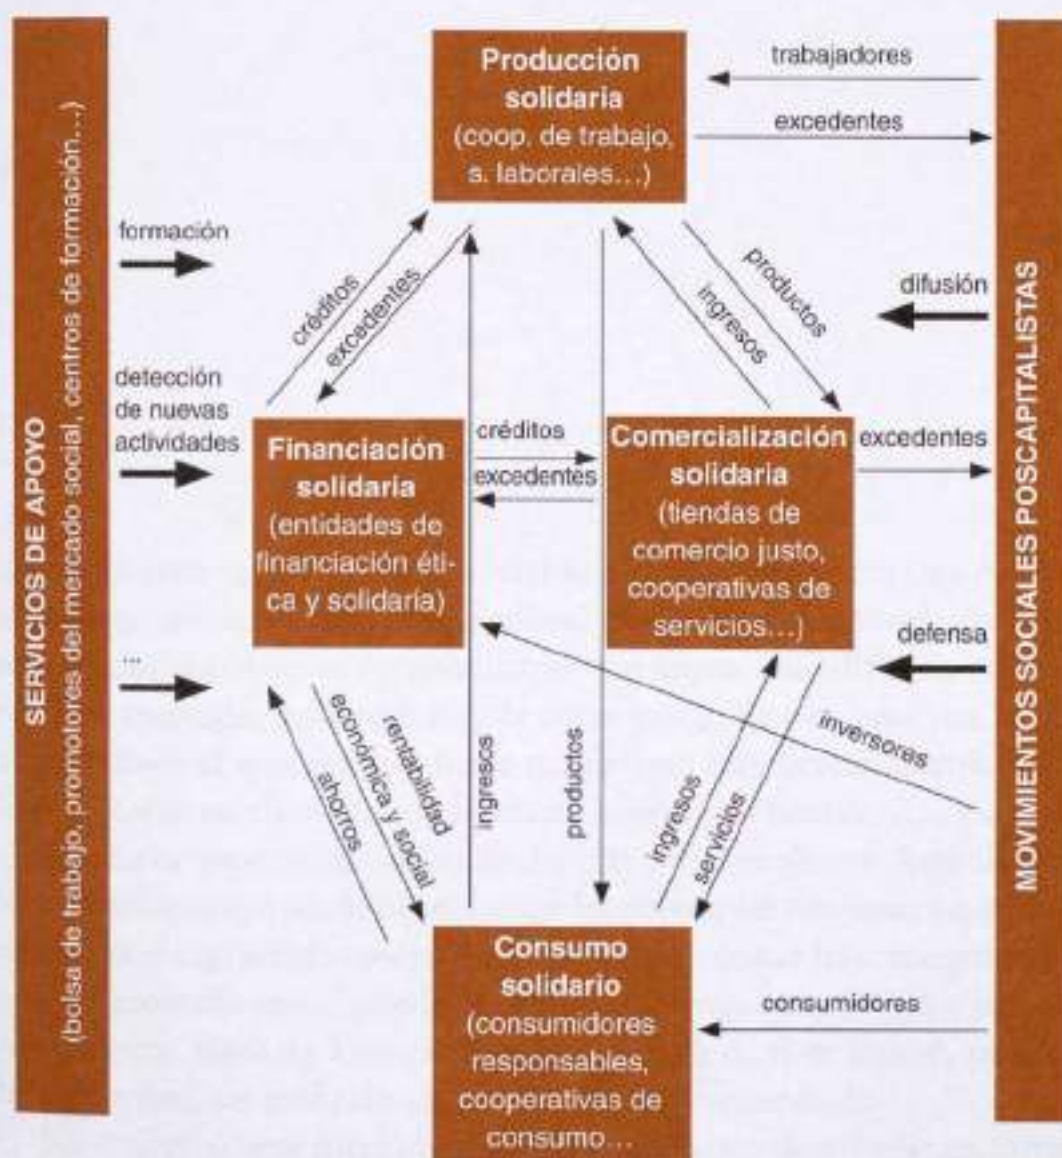 SERVICIOS DE APOYO
(bolsa de trabajo, promotores del mercado social, centros de formación...)
formación
detección
de nuevas
actividades
...
Producción
solidaria
(coop. de trabajo,
s. laborales...)
trabajadores
excedentes
créditos
excedentes
ingresos
productos
difusión
Financiación
solidaria
(entidades de
financiación éti-
ca y solidaria)
créditos
excedentes
Comercialización
solidaria
(tiendas de
comercio justo,
cooperativas de
servicios...)
excedentes
defensa
inversoras
rentabilidad
económica y social
ahorros
ingresos
productos
ingresos
servicios
Consumo
solidario
(consumidores
responsables,
cooperativas de
consumo...
consumidores
MOVIMIENTOS SOCIALES POSCAPITALISTAS